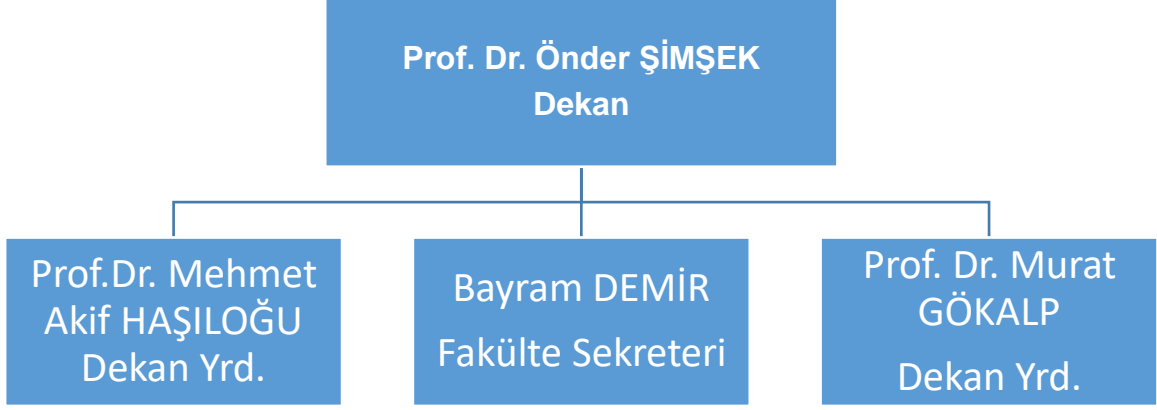 Prof. Dr. Önder ŞİMŞEK
Dekan
Prof.Dr. Mehmet
Akif HAŞILOĞU
Dekan Yrd.
Bayram DEMİR
Fakülte Sekreteri
Prof. Dr. Murat
GÖKALP
Dekan Yrd.